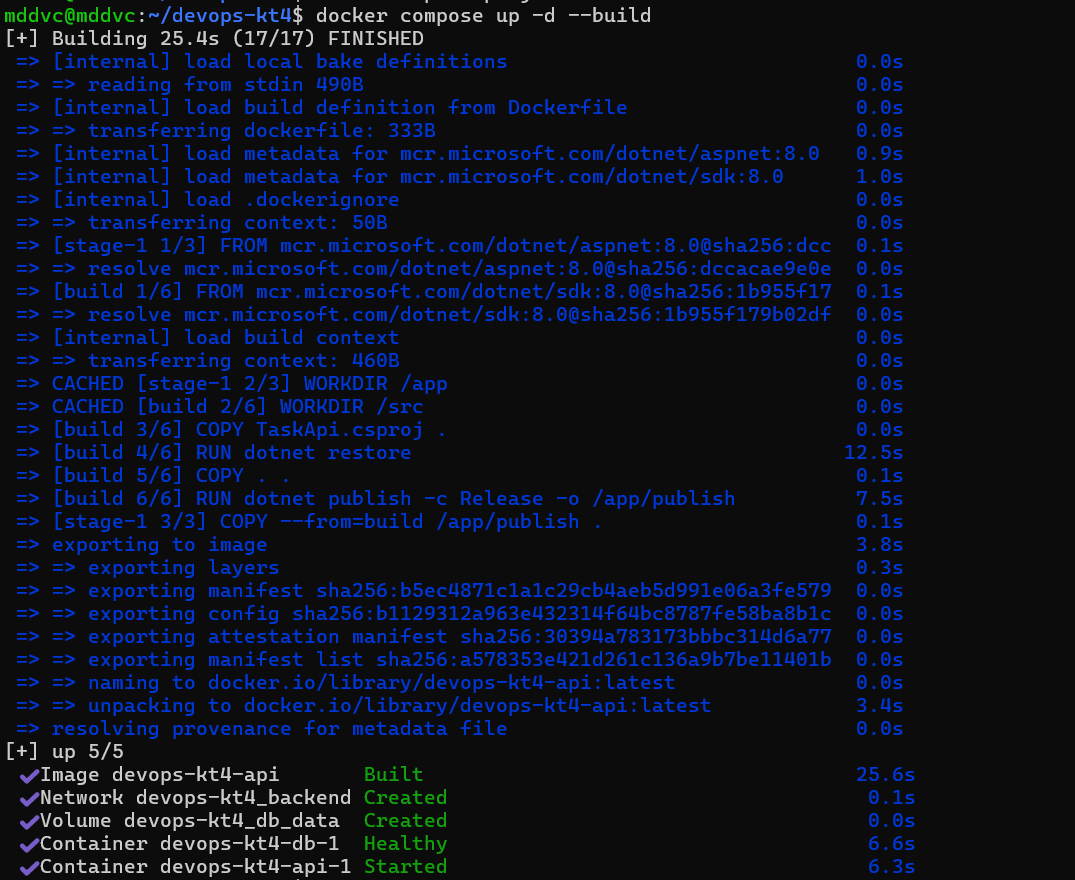 mddvc@mddvc:~/devops-kt4$ docker compose up -d --build
[+] Building 25.4s (17/17) FINISHED
=> [internal] load local bake definitions 0.0s
=> => reading from stdin 490B 0.0s
=> [internal] load build definition from Dockerfile 0.0s
=> => transferring dockerfile: 333B 0.0s
=> [internal] load metadata for mcr.microsoft.com/dotnet/aspnet:8.0 0.9s
=> [internal] load metadata for mcr.microsoft.com/dotnet/sdk:8.0 1.0s
=> [internal] load .dockerignore 0.0s
=> => transferring context: 50B 0.0s
=> [stage-1 1/3] FROM mcr.microsoft.com/dotnet/aspnet:8.0@sha256:dcc 0.1s
=> => resolve mcr.microsoft.com/dotnet/aspnet:8.0@sha256:dccacae9e0e 0.0s
=> [build 1/6] FROM mcr.microsoft.com/dotnet/sdk:8.0@sha256:1b955f17 0.1s
=> => resolve mcr.microsoft.com/dotnet/sdk:8.0@sha256:1b955f179b02df 0.0s
=> [internal] load build context 0.0s
=> => transferring context: 460B 0.0s
=> CACHED [stage-1 2/3] WORKDIR /app 0.0s
=> CACHED [build 2/6] WORKDIR /src 0.0s
=> [build 3/6] COPY TaskApi.csproj . 0.0s
=> [build 4/6] RUN dotnet restore 12.5s
=> [build 5/6] COPY . . 0.1s
=> [build 6/6] RUN dotnet publish -c Release -o /app/publish 7.5s
=> [stage-1 3/3] COPY --from=build /app/publish . 0.1s
=> exporting to image 3.8s
=> => exporting layers 0.3s
=> => exporting manifest sha256:b5ec4871c1a1c29cb4aeb5d991e06a3fe579 0.0s
=> => exporting config sha256:b1129312a963e432314f64bc8787fe58ba8b1c 0.0s
=> => exporting attestation manifest sha256:30394a783173bbbc314d6a77 0.0s
=> => exporting manifest list sha256:a578353e421d261c136a9b7be11401b 0.0s
=> => naming to docker.io/library/devops-kt4-api:latest 0.0s
=> => unpacking to docker.io/library/devops-kt4-api:latest 3.4s
=> resolving provenance for metadata file 0.0s
[+] up 5/5
✔Image devops-kt4-api Built 25.6s
✔Network devops-kt4_backend Created 0.1s
✔Volume devops-kt4_db_data Created 0.0s
✔Container devops-kt4-db-1 Healthy 6.6s
✔Container devops-kt4-api-1 Started 6.3s